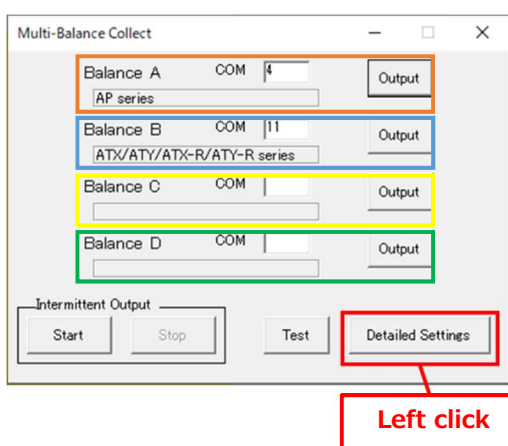 Multi-Balance Collect
Balance A COM 4 Output
AP series
Balance B COM 11 Output
ATX/ATY/ATX-R/ATY-R series
Balance C COM Output
Balance D COM Output
Intermittent Output
Start Stop Test Detailed Settings
Left click